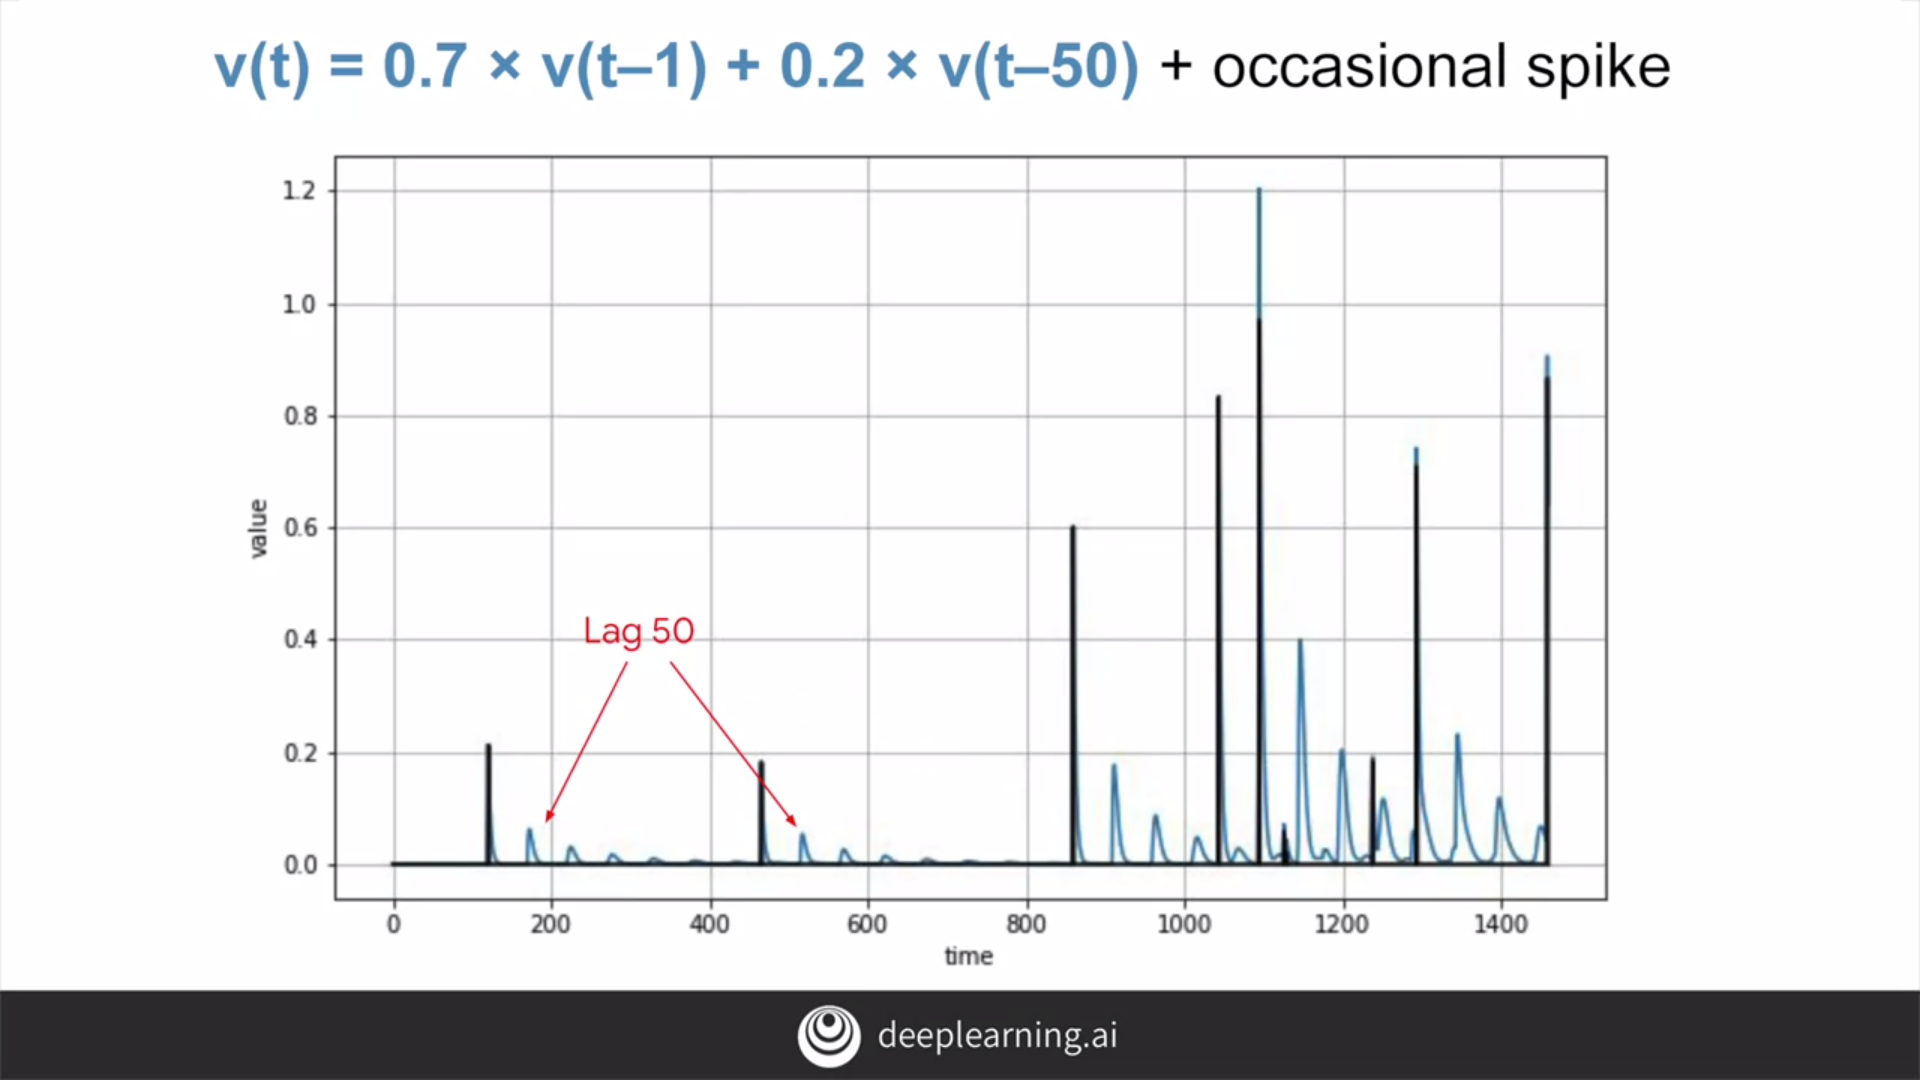 v(t) = 0.7 × v(t–1) + 0.2 × v(t–50) + occasional spike
1.2
1.0
0.8
0.6
0.4
0.2
0.0
value
Lag 50
0 200 400 600 800 1000 1200 1400
time
deeplearning.ai